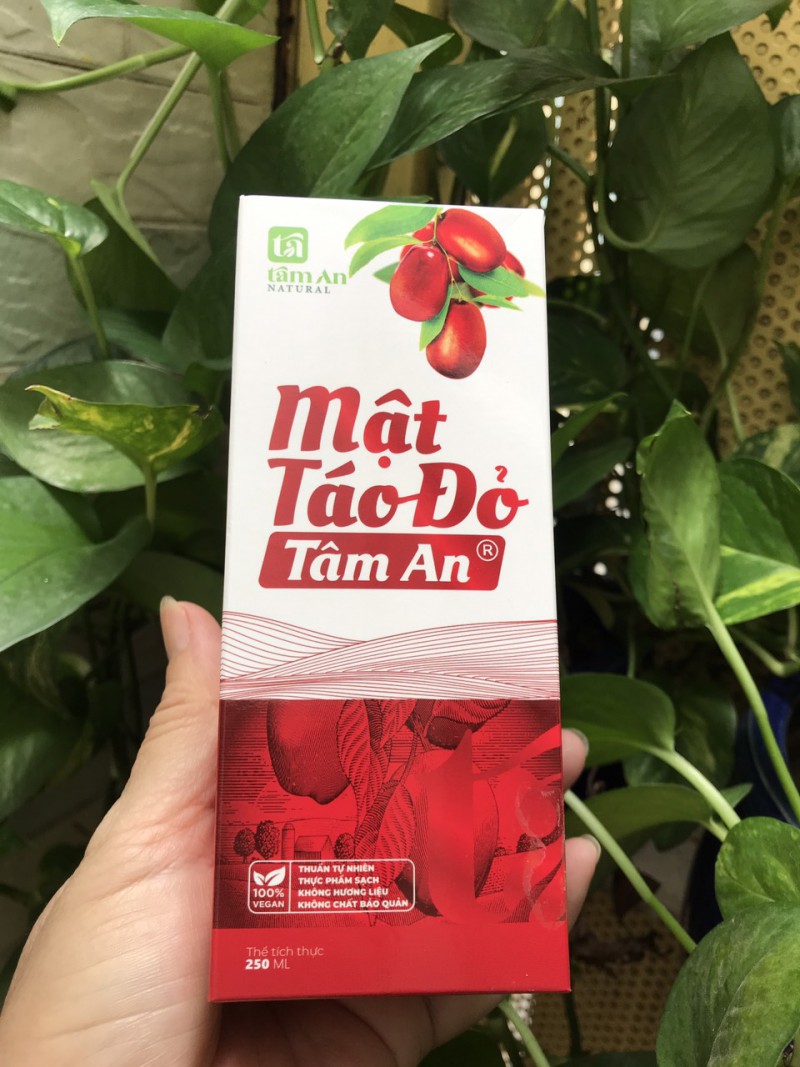 tâ
tâm an
NATURAL
Mật
Táo Đỏ
Tâm An ®
100%
VEGAN
THUẦN TỰ NHIÊN
THỰC PHẨM SẠCH
KHÔNG HƯƠNG LIỆU
KHÔNG CHẤT BẢO QUẢN
Thể tích thực
250 ML